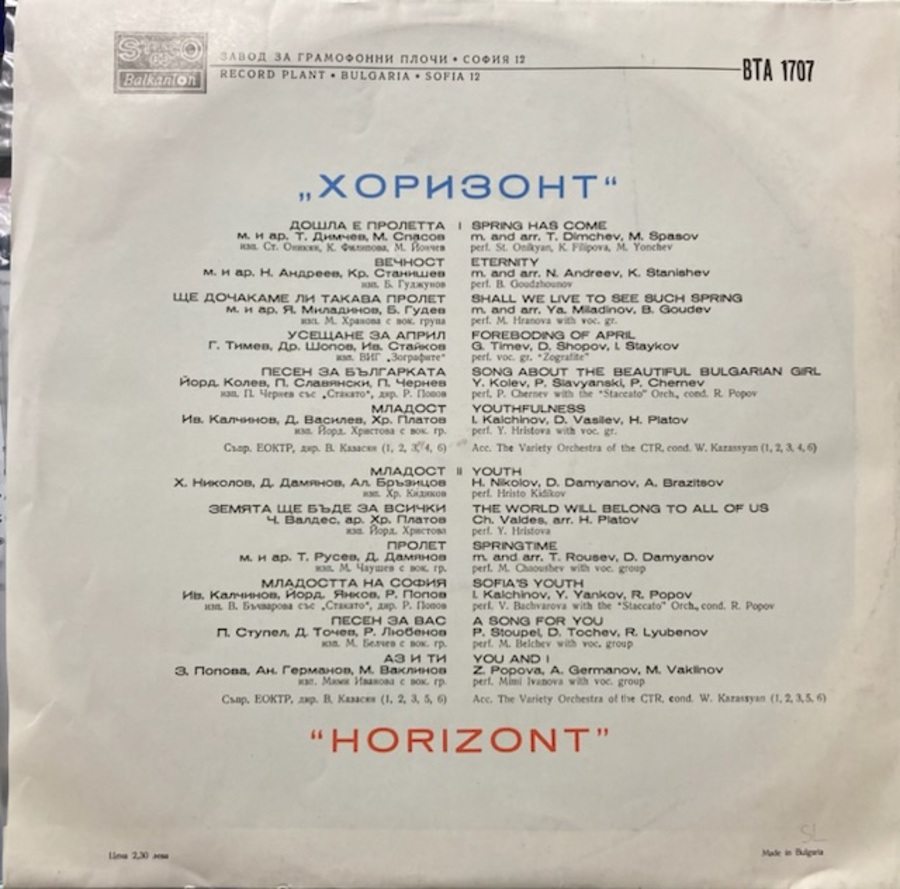 STEREO
Balkanton
ЗАВОД ЗА ГРАМОФОННИ ПЛОЧИ • СОФИЯ 12
RECORD PLANT • BULGARIA • SOFIA 12
ВТА 1707
„ХОРИЗОНТ“
ДОШЛА Е ПРОЛЕТТА I SPRING HAS COME
м. и ар. Т. Димчев, М. Спасов m. and arr. T. Dimchev, M. Spasov
изп. Ст. Оникян, К. Филипова, М. Йончев perf. St. Onikyan, K. Filipova, M. Yonchev
ВЕЧНОСТ ETERNITY
м. и ар. Н. Андреев, Кр. Станишев m. and arr. N. Andreev, K. Stanishev
изп. Б. Гуджунов perf. B. Goudzhounov
ЩЕ ДОЧАКАМЕ ЛИ ТАКАВА ПРОЛЕТ SHALL WE LIVE TO SEE SUCH SPRING
м. и ар. Я. Миладинов, Б. Гудев m. and arr. Ya. Miladinov, B. Goudev
изп. М. Хранова с вок. група perf. M. Hranova with voc. gr.
УСЕЩАНЕ ЗА АПРИЛ FOREBODING OF APRIL
Г. Тимев, Др. Шопов, Ив. Стайков G. Timev, D. Shopov, I. Staykov
изп. ВИГ „Зографите“ perf. voc. gr. “Zografite”
ПЕСЕН ЗА БЪЛГАРКАТА SONG ABOUT THE BEAUTIFUL BULGARIAN GIRL
Йорд. Колев, П. Славянски, П. Чернев Y. Kolev, P. Slavyanski, P. Chernev
изп. П. Чернев със „Стакато“, дир. Р. Попов perf. P. Chernev with the “Staccato” Orch., cond. R. Popov
МЛАДОСТ YOUTHFULNESS
Ив. Калчинов, Д. Василев, Хр. Платов I. Kalchinov, D. Vasilev, H. Platov
изп. Йорд. Христова с вок. гр. perf. Y. Hristova with voc. gr.
Съпр. ЕОКТР, дир. В. Казасян (1, 2, 3, 4, 6) Acc. The Variety Orchestra of the CTR, cond. W. Kazassyan (1, 2, 3, 4, 6)
МЛАДОСТ II YOUTH
Х. Николов, Д. Дамянов, Ал. Бръзицов H. Nikolov, D. Damyanov, A. Brazitsov
изп. Хр. Кидиков perf. Hristo Kidikov
ЗЕМЯТА ЩЕ БЪДЕ ЗА ВСИЧКИ THE WORLD WILL BELONG TO ALL OF US
Ч. Валдес, ар. Хр. Платов Ch. Valdes, arr. H. Platov
изп. Йорд. Христова perf. Y. Hristova
ПРОЛЕТ SPRINGTIME
м. и ар. Т. Русев, Д. Дамянов m. and arr. T. Rousev, D. Damyanov
изп. М. Чаушев с вок. гр. perf. M. Chaoushev with voc. group
МЛАДОСТТА НА СОФИЯ SOFIA'S YOUTH
Ив. Калчинов, Йорд. Янков, Р. Попов I. Kalchinov, Y. Yankov, R. Popov
изп. В. Бъчварова със „Стакато“, дир. Р. Попов perf. V. Bachvarova with the “Staccato” Orch., cond. R. Popov
ПЕСЕН ЗА ВАС A SONG FOR YOU
П. Ступел, Д. Точев, Р. Любенов P. Stoupel, D. Tochev, R. Lyubenov
изп. М. Белчев с вок. гр. perf. M. Belchev with voc. group
АЗ И ТИ YOU AND I
З. Попова, Ан. Германов, М. Ваклинов Z. Popova, A. Germanov, M. Vaklinov
изп. Мими Иванова с вок. гр. perf. Mimi Ivanova with voc. group
Съпр. ЕОКТР, дир. В. Казасян (1, 2, 3, 5, 6) Acc. The Variety Orchestra of the CTR, cond. W. Kazassyan (1, 2, 3, 5, 6)
“HORIZONT”
SL
Цена 2,30 лева
Made in Bulgaria